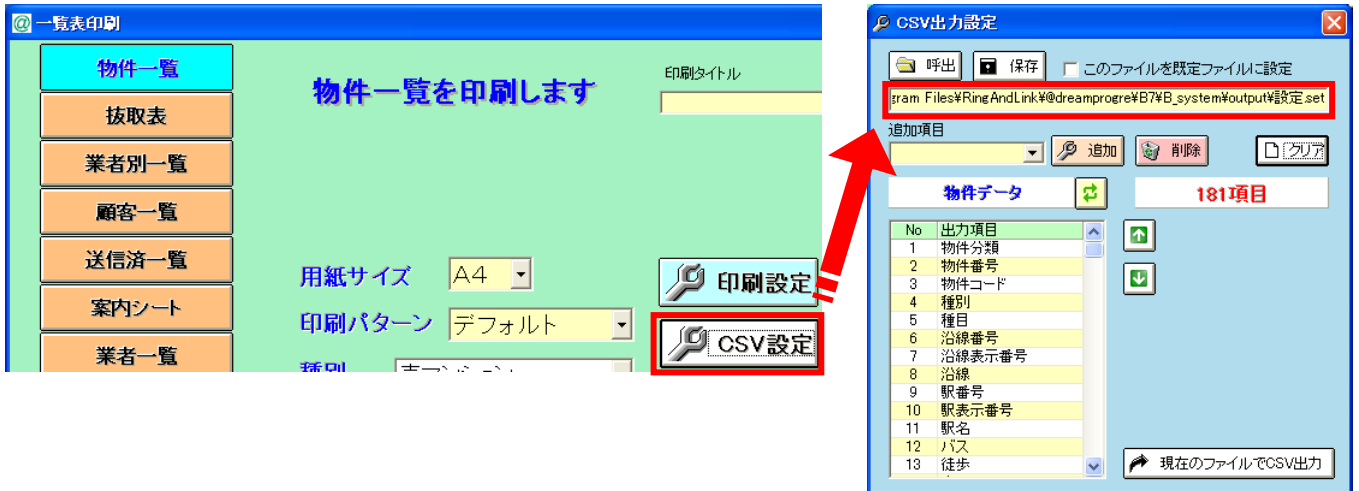 一覧表印刷
物件一覧
抜取表
業者別一覧
顧客一覧
送信済一覧
案内シート
業者一覧
物件一覧を印刷します
印刷タイトル
用紙サイズ A4
印刷パターン デフォルト
種別
印刷設定
CSV設定
CSV出力設定
呼出 保存 このファイルを既定ファイルに設定
gram Files¥RingAndLink¥@dreamprogre¥B7¥B_system¥output¥設定.set
追加項目
追加 削除 クリア
物件データ 181項目
No 出力項目
1 物件分類
2 物件番号
3 物件コード
4 種別
5 種目
6 沿線番号
7 沿線表示番号
8 沿線
9 駅番号
10 駅表示番号
11 駅名
12 バス
13 徒歩
現在のファイルでCSV出力